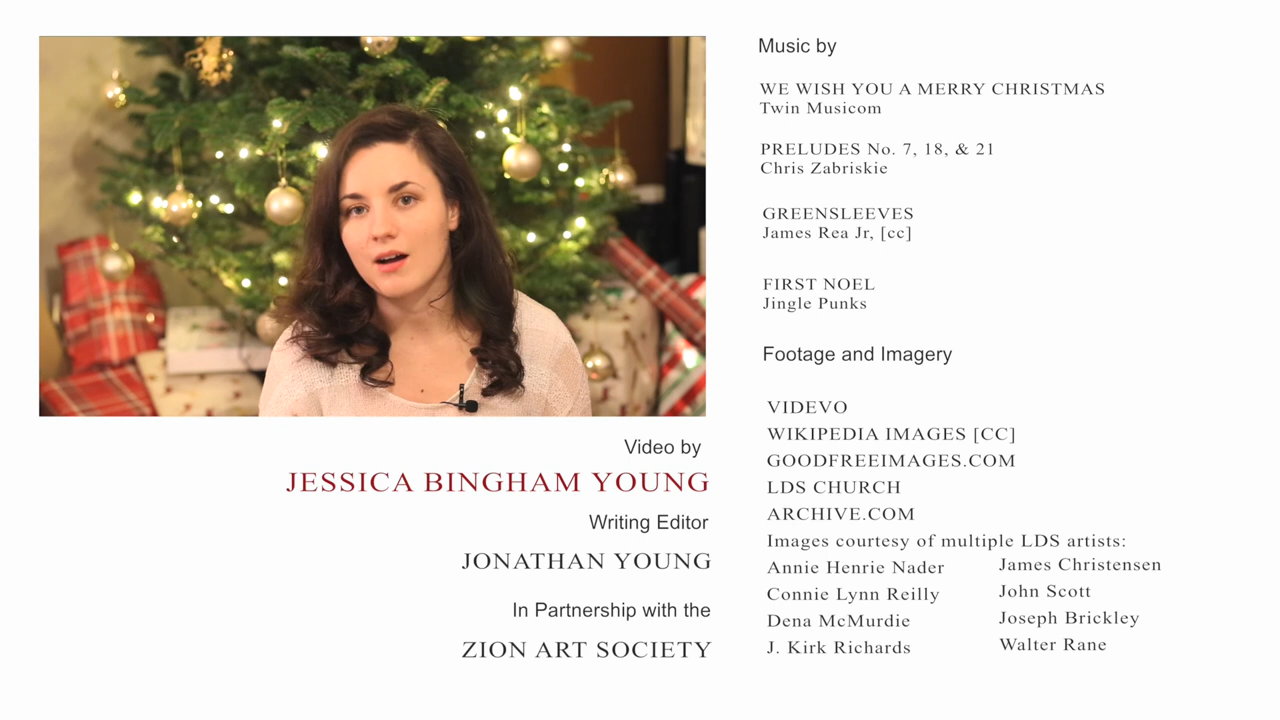 Music by
WE WISH YOU A MERRY CHRISTMAS
Twin Musicom
PRELUDES No. 7, 18, & 21
Chris Zabriskie
GREENSLEEVES
James Rea Jr, [cc]
FIRST NOEL
Jingle Punks
Footage and Imagery
VIDEVO
WIKIPEDIA IMAGES [CC]
GOODFREEIMAGES.COM
LDS CHURCH
ARCHIVE.COM
Images courtesy of multiple LDS artists:
Annie Henrie Nader
Connie Lynn Reilly
Dena McMurdie
J. Kirk Richards
James Christensen
John Scott
Joseph Brickley
Walter Rane
Video by
JESSICA BINGHAM YOUNG
Writing Editor
JONATHAN YOUNG
In Partnership with the
ZION ART SOCIETY